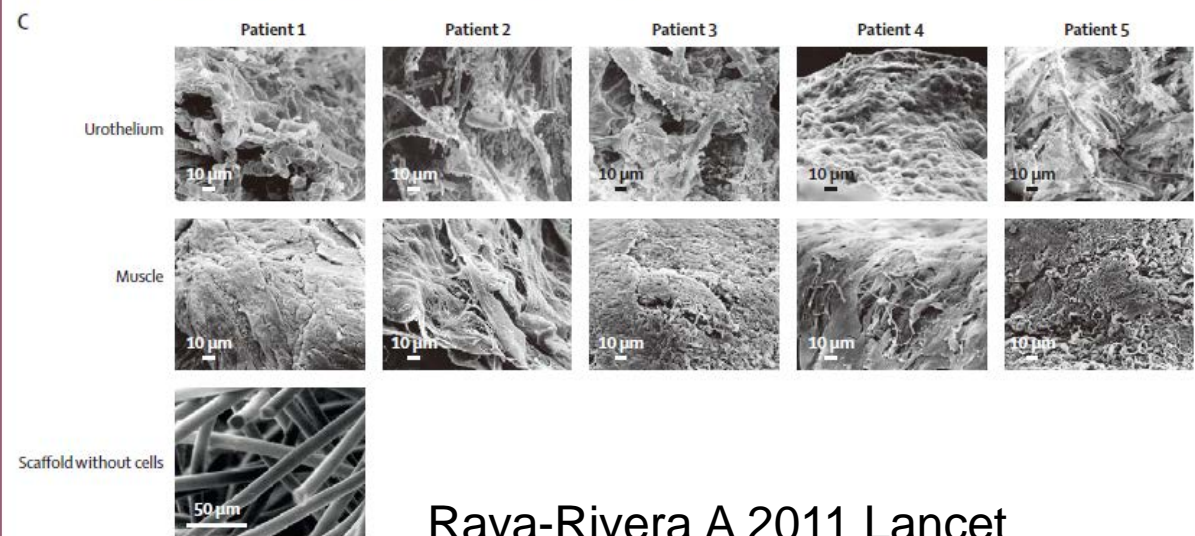 C
Patient 1 Patient 2 Patient 3 Patient 4 Patient 5
Urothelium
10 µm 10 µm 10 µm 10 µm 10 µm
Muscle
10 µm 10 µm 10 µm 10 µm 10 µm
Scaffold without cells
50 µm
Raya-Rivera A 2011 Lancet